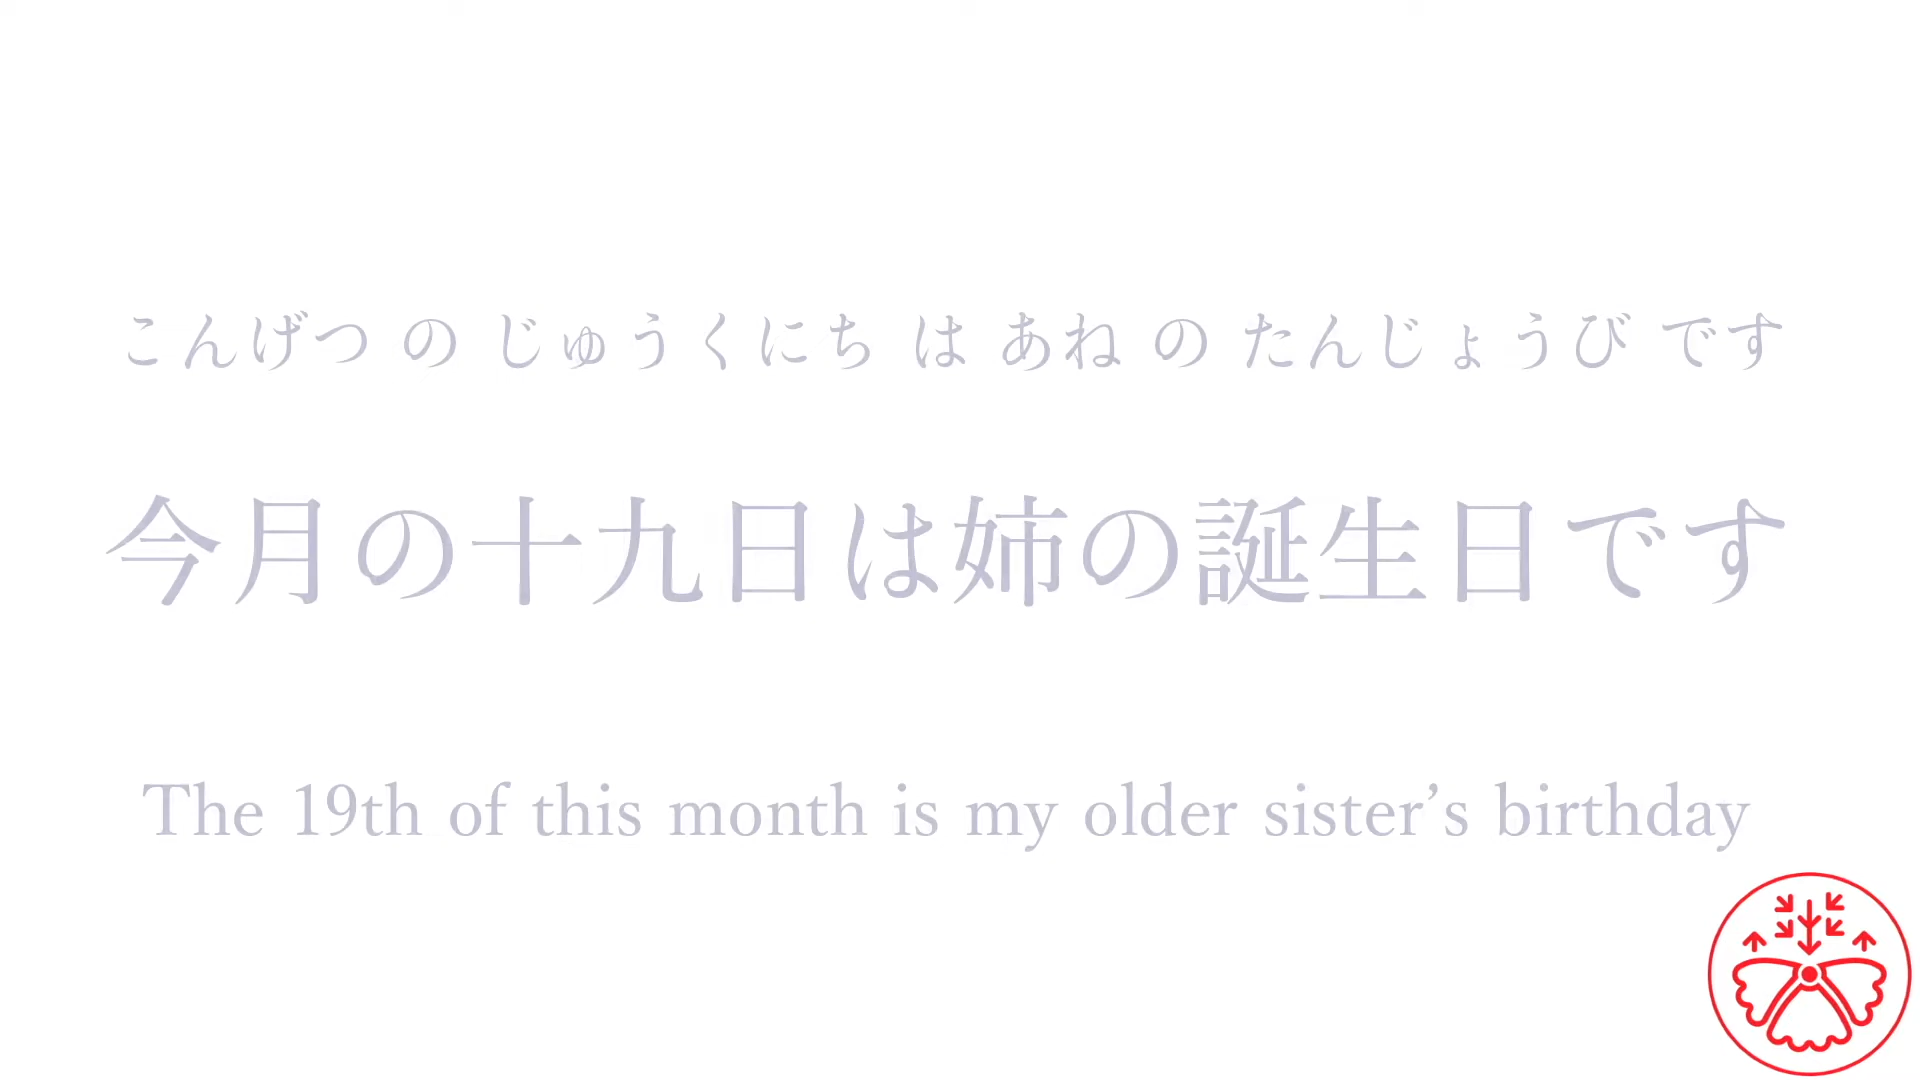 こんげつ の じゅうくにち は あね の たんじょうび です
今月の十九日は姉の誕生日です
The 19th of this month is my older sister’s birthday